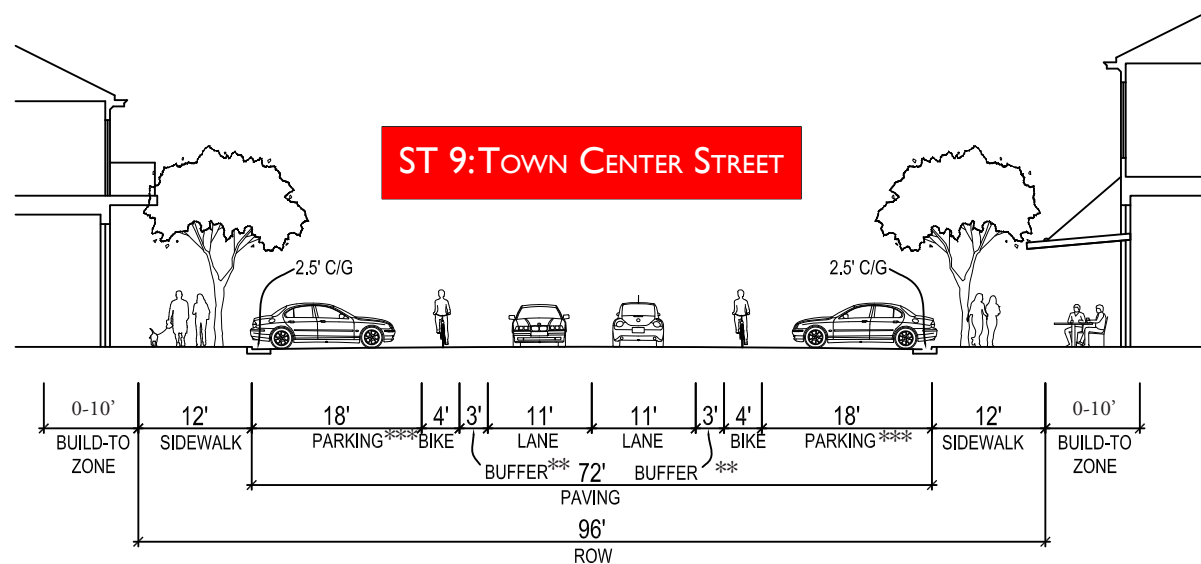 ST 9: TOWN CENTER STREET
2.5' C/G 2.5' C/G
0-10' 12' 18' 4' 3' 11' 11' 3' 4' 18' 12' 0-10'
BUILD-TO SIDEWALK PARKING*** BIKE LANE LANE BIKE PARKING*** SIDEWALK BUILD-TO
ZONE ZONE
BUFFER** 72' BUFFER **
PAVING
96'
ROW